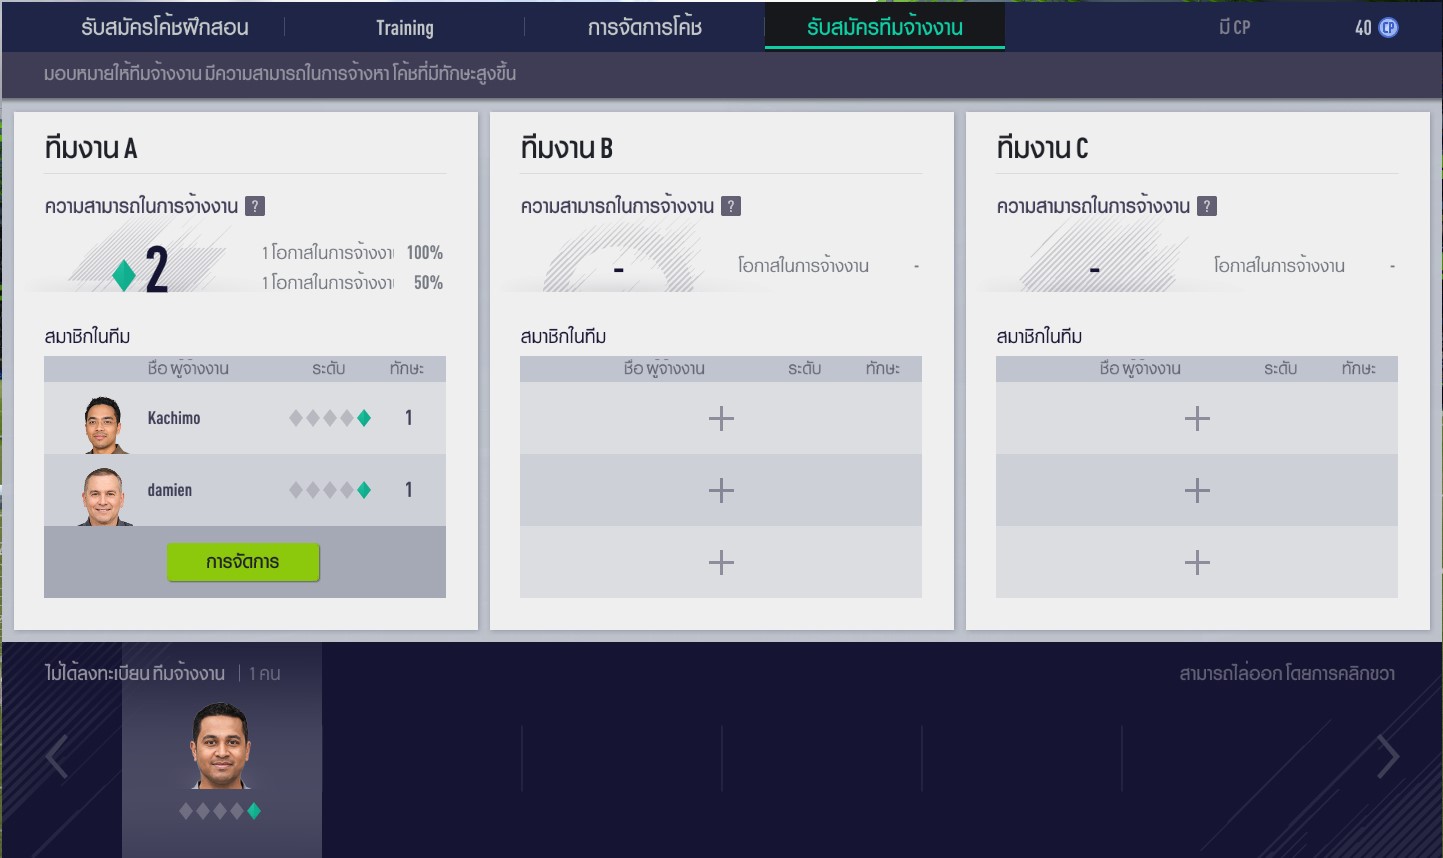 รับสมัครโค้ชฝึกสอน
Training
การจัดการโค้ช
รับสมัครทีมจ้างงาน
มี CP
40 CP
มอบหมายให้ทีมจ้างงาน มีความสามารถในการจ้างหา โค้ชที่มีทักษะสูงขึ้น
ทีมงาน A
ความสามารถในการจ้างงาน ?
2
1 โอกาสในการจ้างงา 100%
1 โอกาสในการจ้างงา 50%
สมาชิกในทีม
ชื่อ ผู้จ้างงาน ระดับ ทักษะ
Kachimo 1
damien 1
การจัดการ
ทีมงาน B
ความสามารถในการจ้างงาน ?
-
โอกาสในการจ้างงาน -
สมาชิกในทีม
ชื่อ ผู้จ้างงาน ระดับ ทักษะ
ทีมงาน C
ความสามารถในการจ้างงาน ?
-
โอกาสในการจ้างงาน -
สมาชิกในทีม
ชื่อ ผู้จ้างงาน ระดับ ทักษะ
ไม่ได้ลงทะเบียน ทีมจ้างงาน | 1 คน
สามารถไล่ออก โดยการคลิกขวา